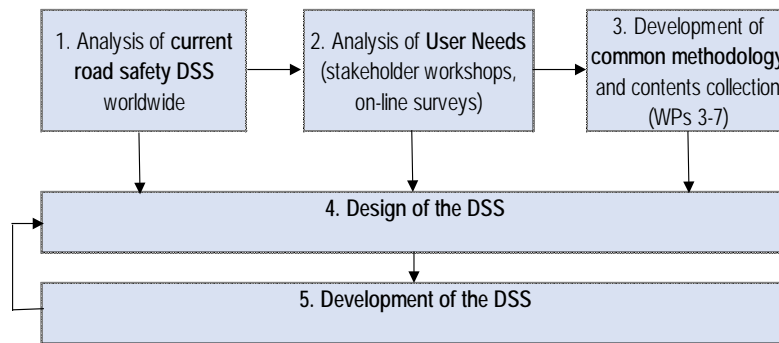 1. Analysis of current
road safety DSS
worldwide
2. Analysis of User Needs
(stakeholder workshops,
on-line surveys)
3. Development of
common methodology
and contents collection
(WPs 3-7)
4. Design of the DSS
5. Development of the DSS